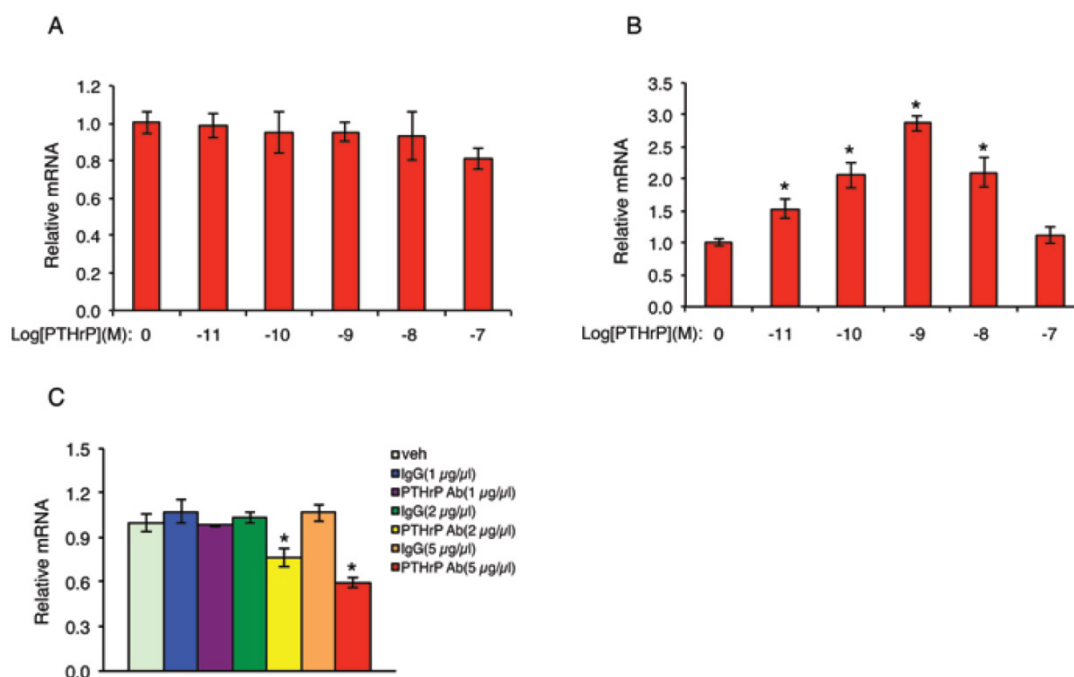 A
Relative mRNA
1.2
1.0
0.8
0.6
0.4
0.2
0.0
Log[PTHrP](M): 0 -11 -10 -9 -8 -7
B
Relative mRNA
3.5
3.0
2.5
2.0
1.5
1.0
0.5
0.0
* * * *
Log[PTHrP](M): 0 -11 -10 -9 -8 -7
C
Relative mRNA
1.5
1.2
0.9
0.6
0.3
0.0
* *
veh
IgG(1 µg/µl)
PTHrP Ab(1 µg/µl)
IgG(2 µg/µl)
PTHrP Ab(2 µg/µl)
IgG(5 µg/µl)
PTHrP Ab(5 µg/µl)